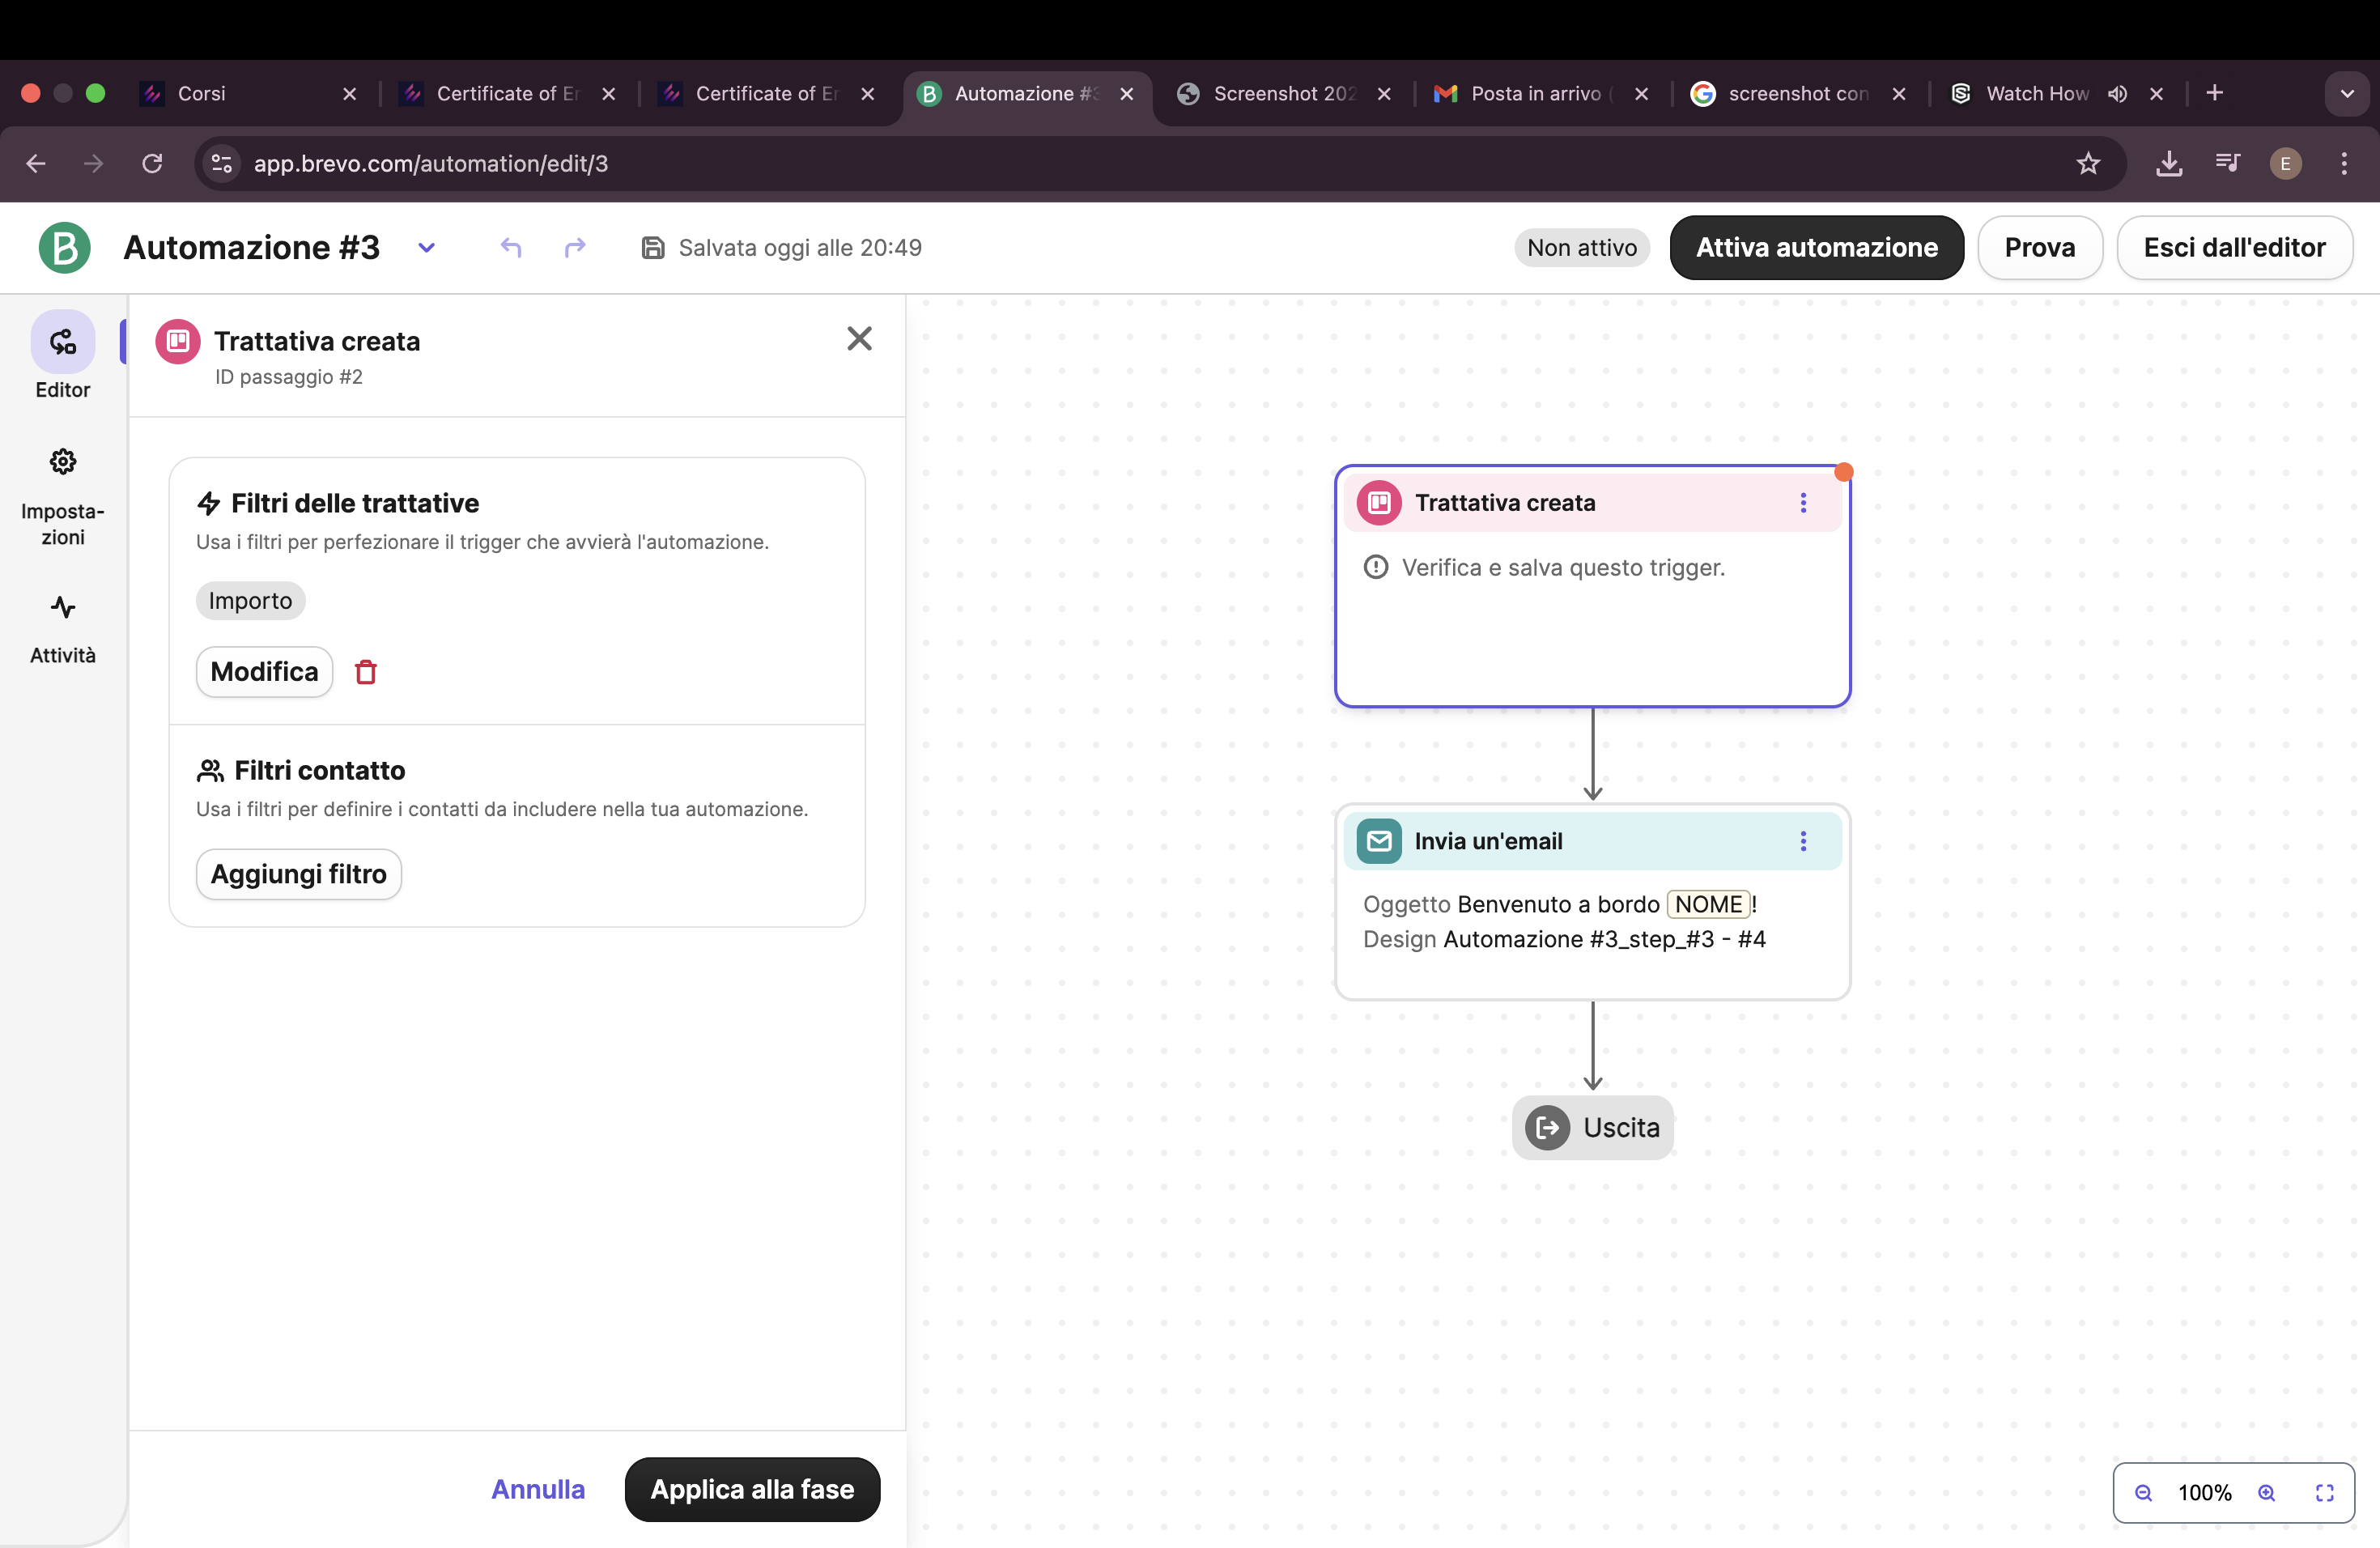 Corsi
Certificate of Er
Certificate of Er
Automazione #3
Screenshot 202
Posta in arrivo (
screenshot con
Watch How
app.brevo.com/automation/edit/3
E
B
Automazione #3
Salvata oggi alle 20:49
Non attivo
Attiva automazione
Prova
Esci dall'editor
Editor
Imposta-
zioni
Attività
Trattativa creata
ID passaggio #2
Filtri delle trattative
Usa i filtri per perfezionare il trigger che avvierà l'automazione.
Importo
Modifica
Filtri contatto
Usa i filtri per definire i contatti da includere nella tua automazione.
Aggiungi filtro
Annulla
Applica alla fase
Trattativa creata
Verifica e salva questo trigger.
Invia un'email
Oggetto Benvenuto a bordo NOME!
Design Automazione #3_step_#3 - #4
Uscita
100%